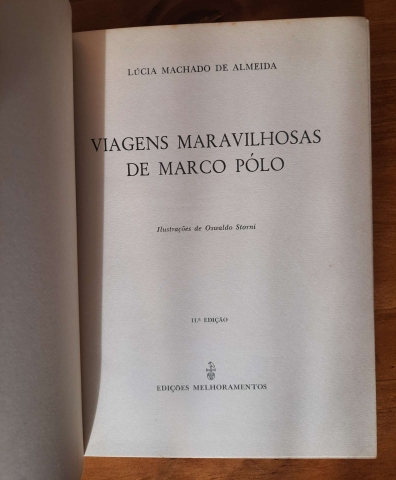 LÚCIA MACHADO DE ALMEIDA
VIAGENS MARAVILHOSAS
DE MARCO PÓLO
Ilustrações de Oswaldo Storni
11.ª EDIÇÃO
EDIÇÕES MELHORAMENTOS